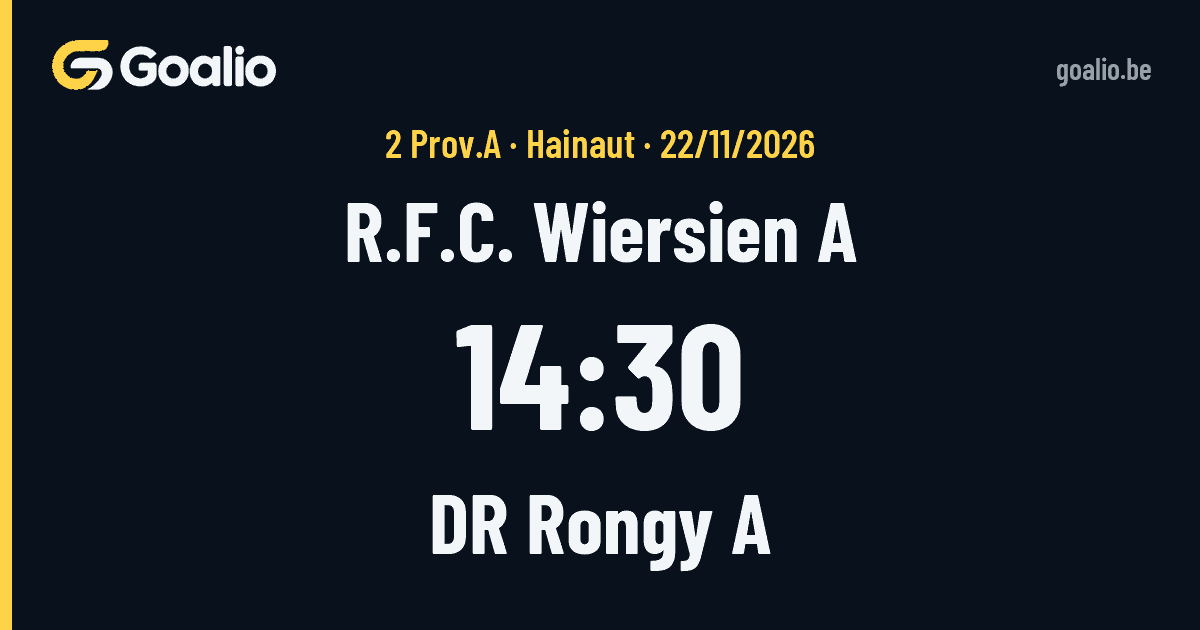 Goalio
goalio.be
2 Prov.A · Hainaut · 22/11/2026
R.F.C. Wiersien A
14:30
DR Rongy A